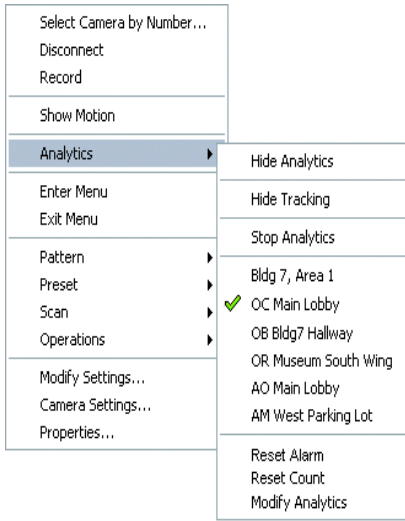 Select Camera by Number...
Disconnect
Record
Show Motion
Analytics
Enter Menu
Exit Menu
Pattern
Preset
Scan
Operations
Modify Settings...
Camera Settings...
Properties...
Hide Analytics
Hide Tracking
Stop Analytics
Bldg 7, Area 1
OC Main Lobby
OB Bldg7 Hallway
OR Museum South Wing
AO Main Lobby
AM West Parking Lot
Reset Alarm
Reset Count
Modify Analytics